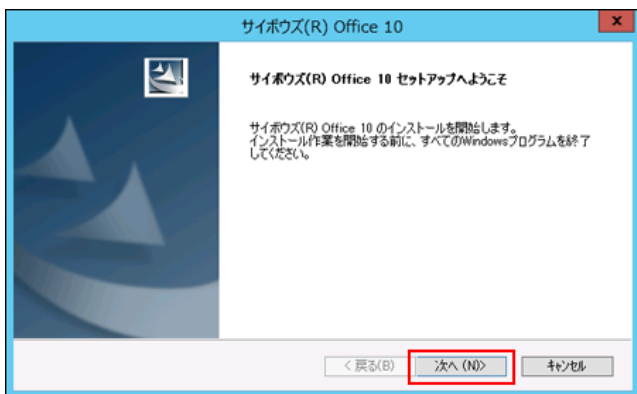 サイボウズ(R) Office 10
x
サイボウズ(R) Office 10 セットアップへようこそ
サイボウズ(R) Office 10 のインストールを開始します。
インストール作業を開始する前に、すべてのWindowsプログラムを終了
してください。
< 戻る(B) 次へ (N)> キャンセル